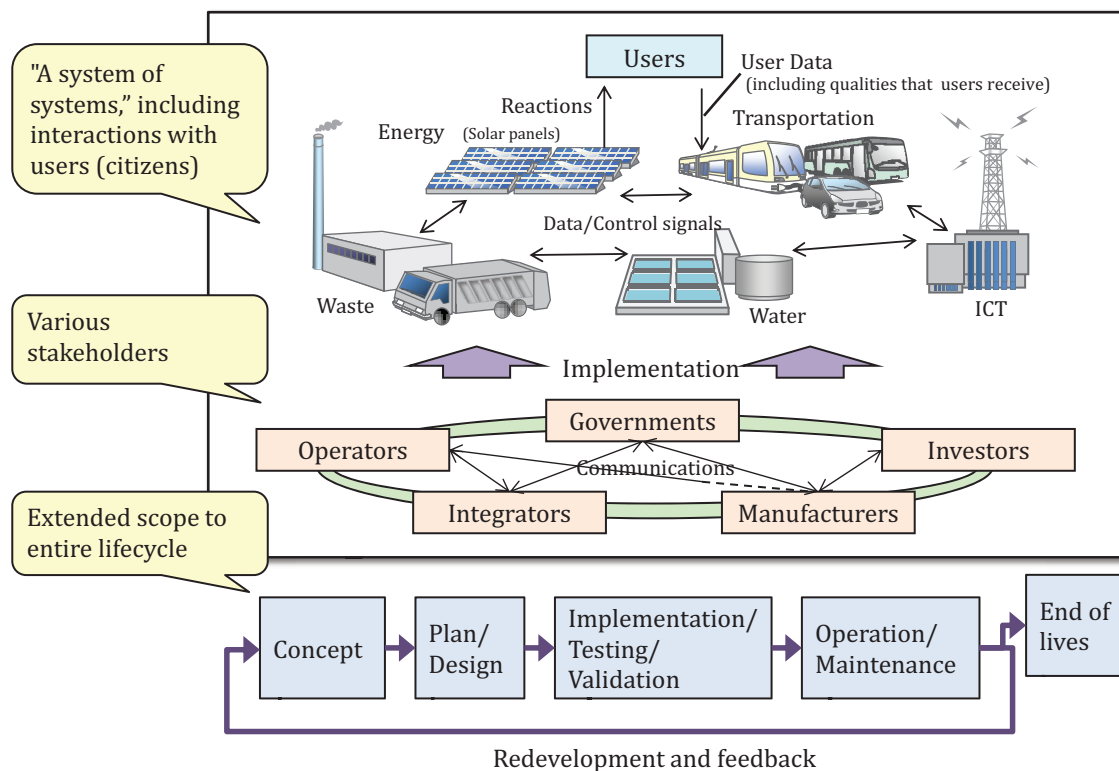 "A system of
systems,” including
interactions with
users (citizens)
Users
User Data
(including qualities that users receive)
Reactions
Energy
(Solar panels)
Transportation
Data/Control signals
Waste
Water
ICT
Various
stakeholders
Implementation
Governments
Operators
Investors
Communications
Integrators
Manufacturers
Extended scope to
entire lifecycle
Concept
Plan/
Design
Implementation/
Testing/
Validation
Operation/
Maintenance
End of
lives
Redevelopment and feedback